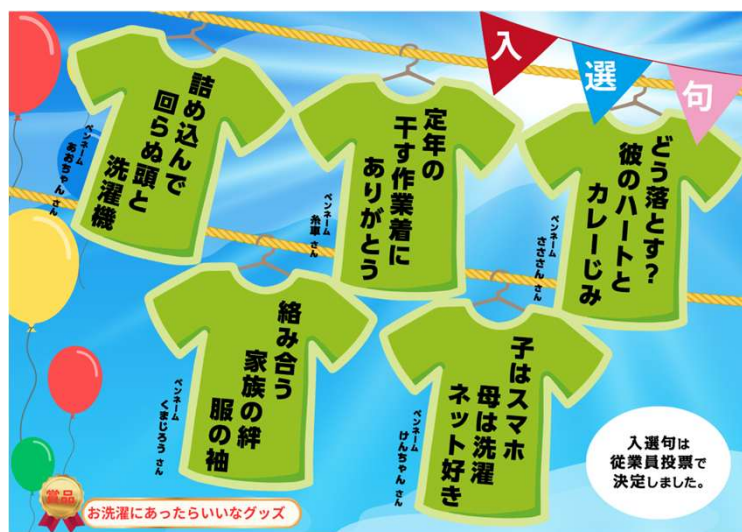 入選句
どう落とす？
彼のハートと
カレーじみ
ペンネーム
さささん さん
定年の
干す作業着に
ありがとう
ペンネーム
糸車 さん
詰め込んで
回らぬ頭と
洗濯機
ペンネーム
あおちゃん さん
子はスマホ
母は洗濯
ネット好き
ペンネーム
けんちゃん さん
絡み合う
家族の絆
服の袖
ペンネーム
くまじろう さん
入選句は
従業員投票で
決定しました。
賞品
お洗濯にあったらいいなグッズ